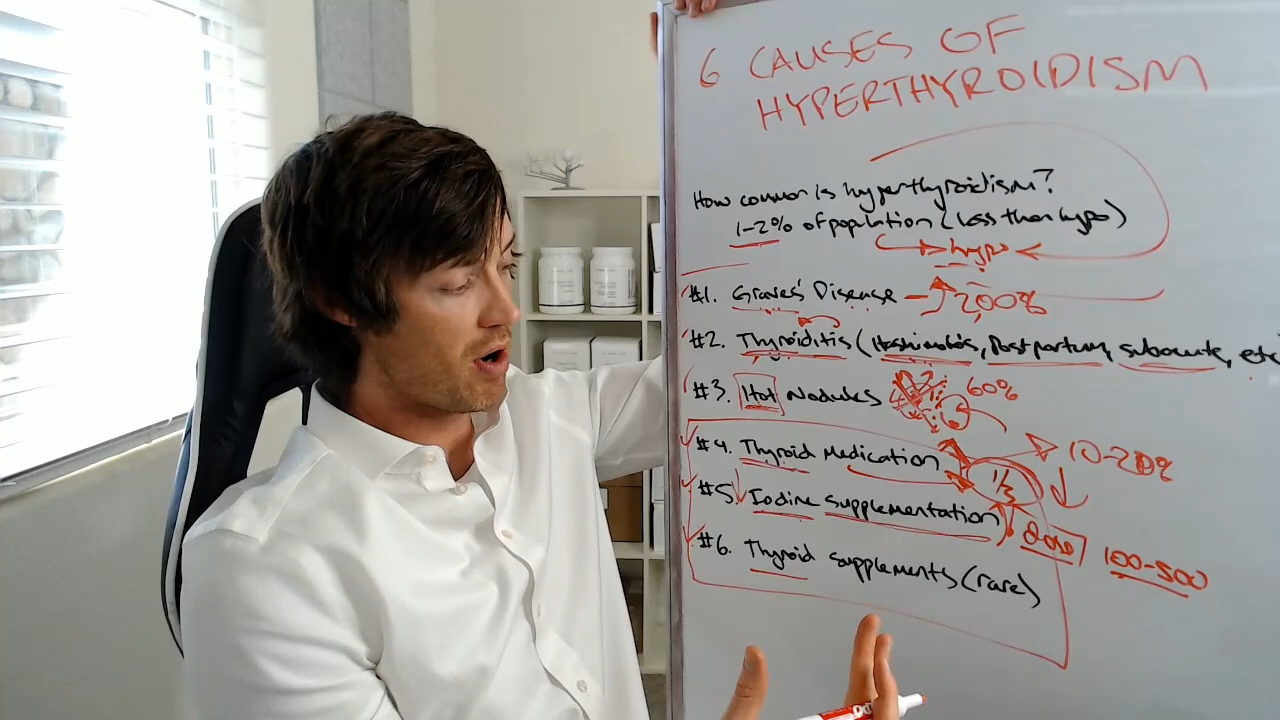 6 CAUSES OF
HYPERTHYROIDISM
How common is hyperthyroidism?
1-2% of population (less than hypo)
hypo
#1. Graves' Disease
200%
#2. Thyroiditis (Hashimoto's, Postpartum, subacute, etc
#3. Hot Nodules
60%
#4. Thyroid Medication
10-20%
1/3
#5. Iodine supplementation
dose
100-500
#6. Thyroid supplements (rare)